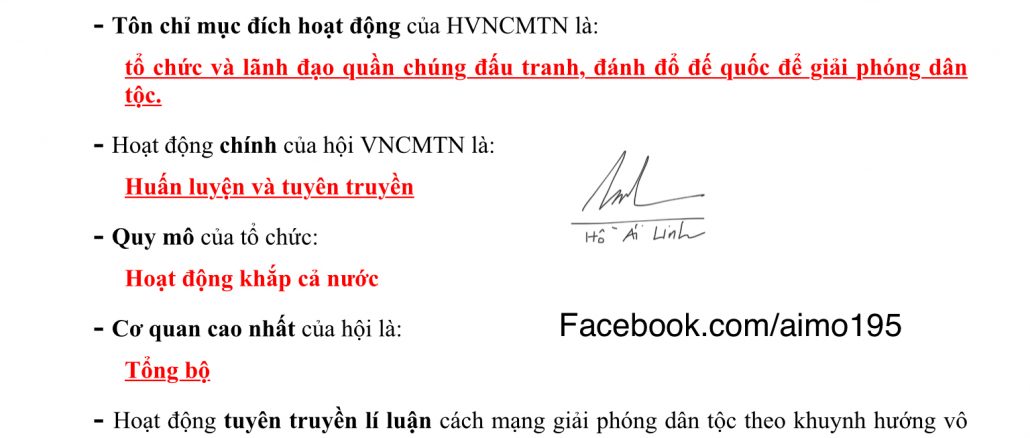 - Tôn chỉ mục đích hoạt động của HVNCMTN là:
tổ chức và lãnh đạo quần chúng đấu tranh, đánh đổ đế quốc để giải phóng dân
tộc.
- Hoạt động chính của hội VNCMTN là:
Huấn luyện và tuyên truyền
Hồ Ái Linh
- Quy mô của tổ chức:
Hoạt động khắp cả nước
- Cơ quan cao nhất của hội là:
Facebook.com/aimo195
Tổng bộ
- Hoạt động tuyên truyền lí luận cách mạng giải phóng dân tộc theo khuynh hướng vô